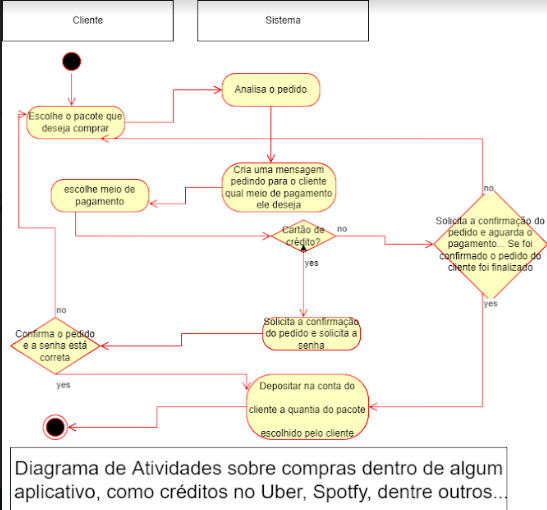 Cliente
Sistema
Analisa o pedido
Escolhe o pacote que
deseja comprar
Cria uma mensagem
pedindo para o cliente
qual meio de pagamento
ele deseja
escolhe meio de
pagamento
Cartão de
crédito?
no
yes
no
Solicita a confirmação do
pedido e aguarda o
pagamento... Se foi
confirmado o pedido do
cliente foi finalizado
yes
Solicita a confirmação
do pedido e solicita a
senha
no
Confirma o pedido
e a senha está
correta
yes
Depositar na conta do
cliente a quantia do pacote
escolhido pelo cliente
Diagrama de Atividades sobre compras dentro de algum
aplicativo, como créditos no Uber, Spotfy, dentre outros...